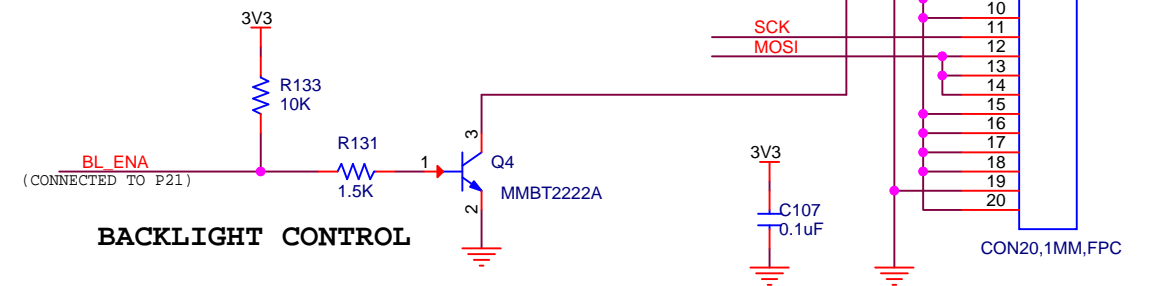 3V3
R133
10K
BL_ENA
(CONNECTED TO P21)
R131
1.5K
1
3
2
Q4
MMBT2222A
BACKLIGHT CONTROL
3V3
C107
0.1uF
SCK
MOSI
10
11
12
13
14
15
16
17
18
19
20
CON20,1MM,FPC